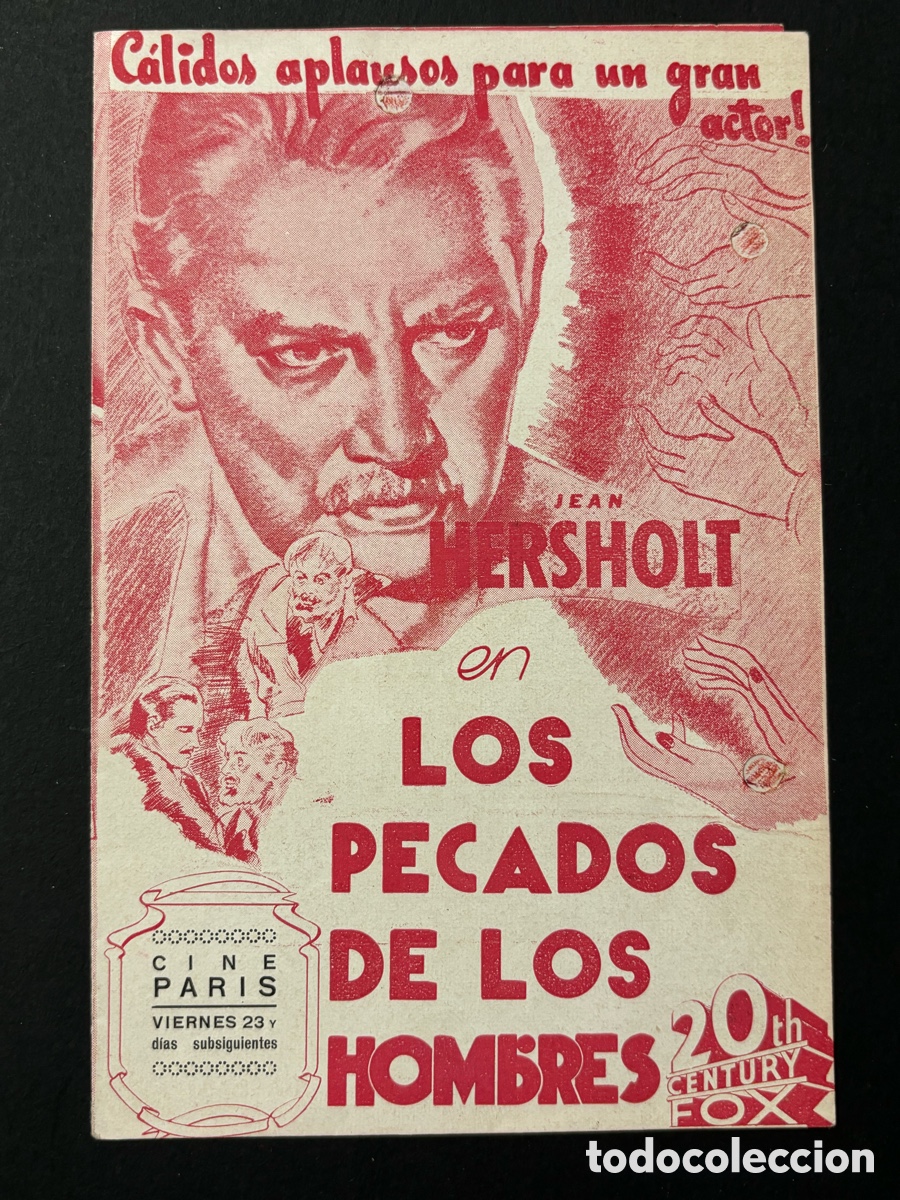 Cálidos aplausos para un gran
actor!
JEAN
HERSHOLT
en
LOS
PECADOS
DE LOS
HOMBRES
CINE
PARIS
VIERNES 23 Y
días subsiguientes
20th
CENTURY
FOX
todocoleccion